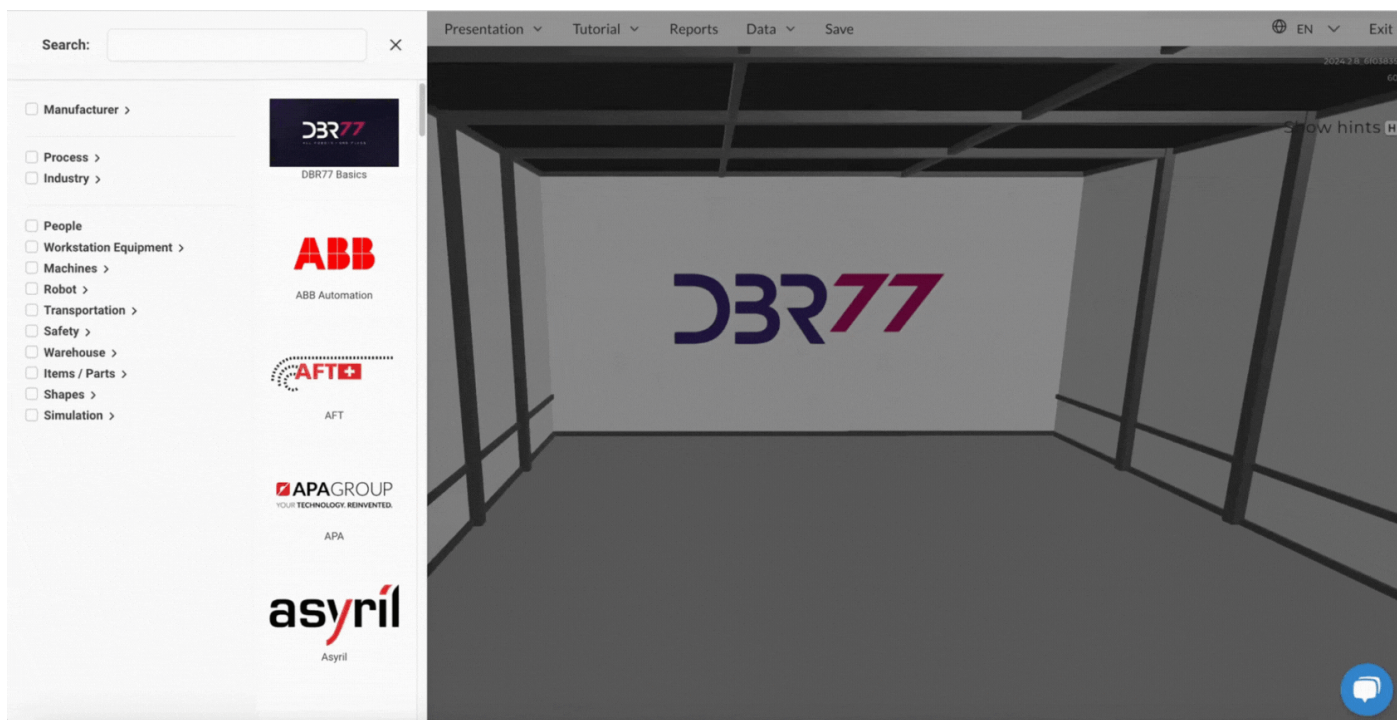 Search:
Manufacturer
Process
Industry
People
Workstation Equipment
Machines
Robot
Transportation
Safety
Warehouse
Items / Parts
Shapes
Simulation
DBR77
DBR77 Basics
ABB
ABB Automation
AFT
AFT
APAGROUP
YOUR TECHNOLOGY. REINVENTED.
APA
asyril
Asyril
Presentation
Tutorial
Reports
Data
Save
EN
Exit
Show hints H
DBR77